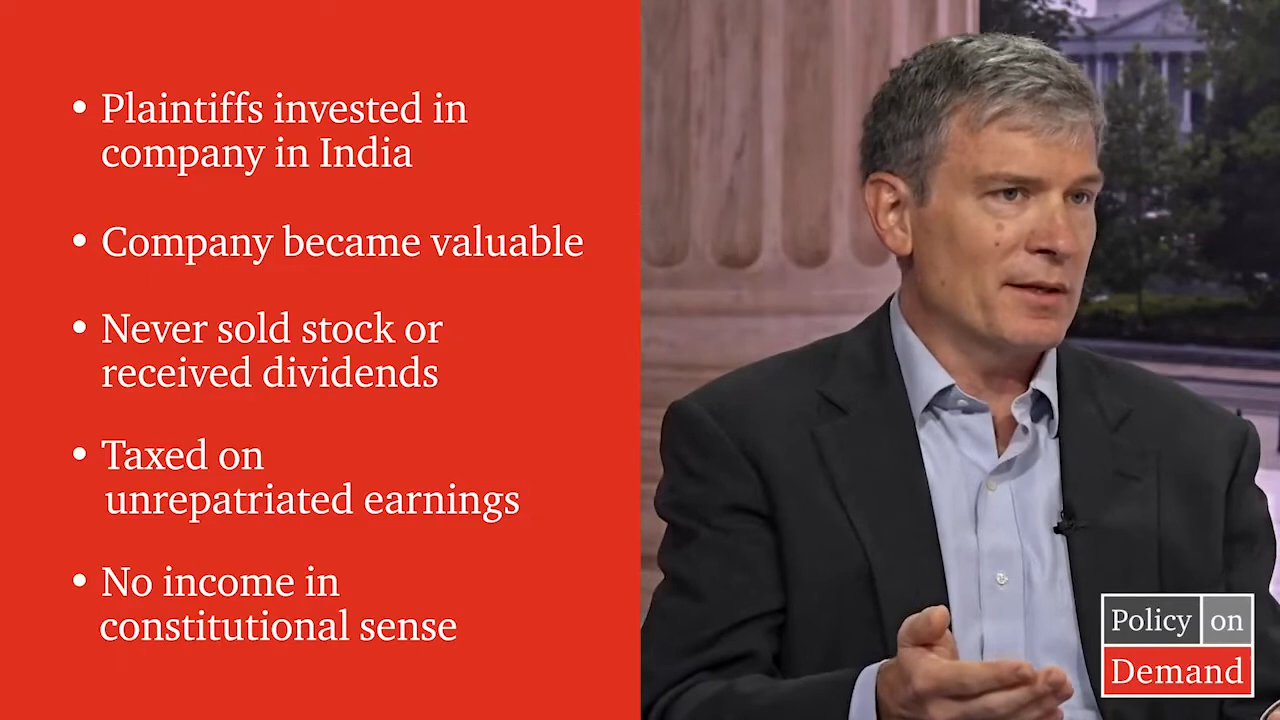 • Plaintiffs invested in
company in India
• Company became valuable
• Never sold stock or
received dividends
• Taxed on
unrepatriated earnings
• No income in
constitutional sense
Policy on
Demand